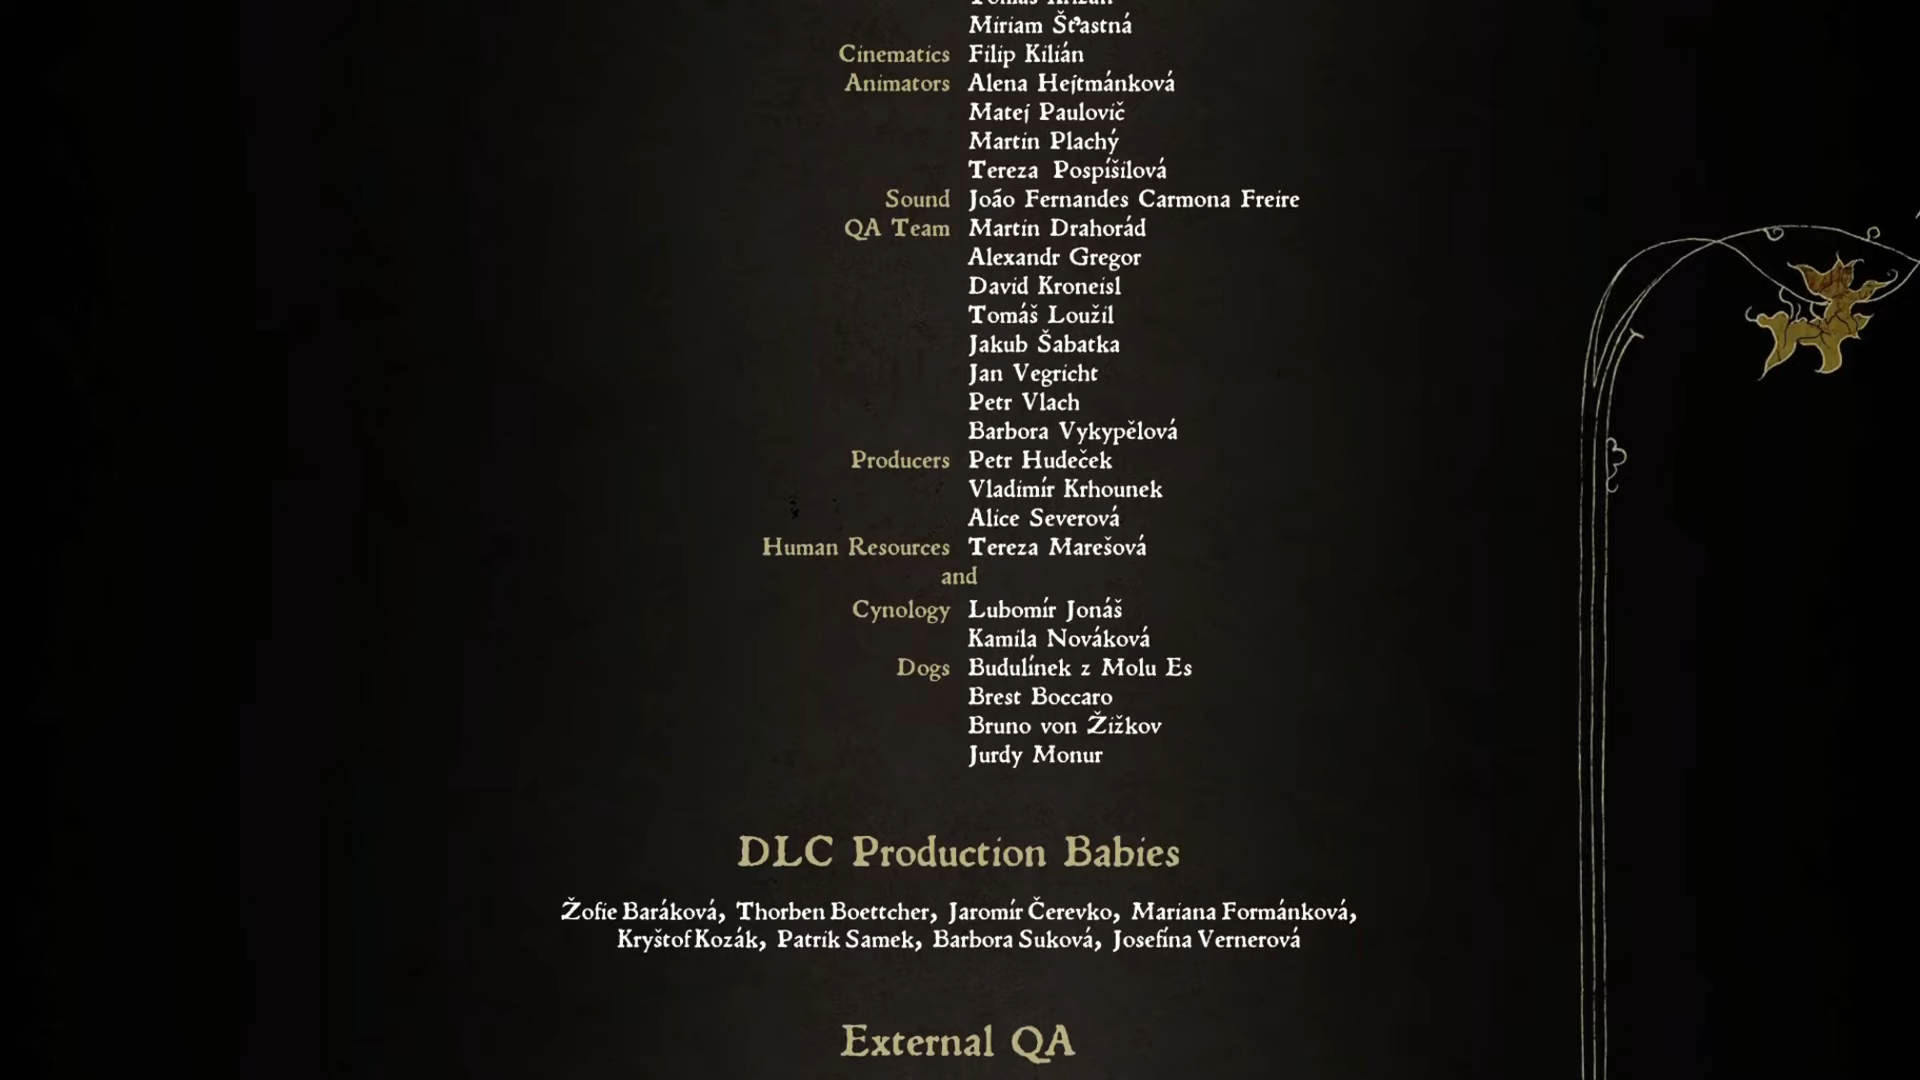 Miriam Šťastná
Cinematics Filip Kilián
Animators Alena Hejtmánková
Matej Paulovič
Martin Plachý
Tereza Pospíšilová
Sound João Fernandes Carmona Freire
QA Team Martin Drahorád
Alexandr Gregor
David Kroneisl
Tomáš Loužil
Jakub Šabatka
Jan Vegricht
Petr Vlach
Barbora Vykypělová
Producers Petr Hudeček
Vladimír Krhounek
Alice Severová
Human Resources Tereza Marešová
and
Cynology Lubomír Jonáš
Kamila Nováková
Dogs Budulínek z Molu Es
Brest Boccaro
Bruno von Žižkov
Jurdy Monur
DLC Production Babies
Žofie Baráková, Thorben Boettcher, Jaromír Čerevko, Mariana Formánková,
Kryštof Kozák, Patrik Samek, Barbora Suková, Josefína Vernerová
External QA